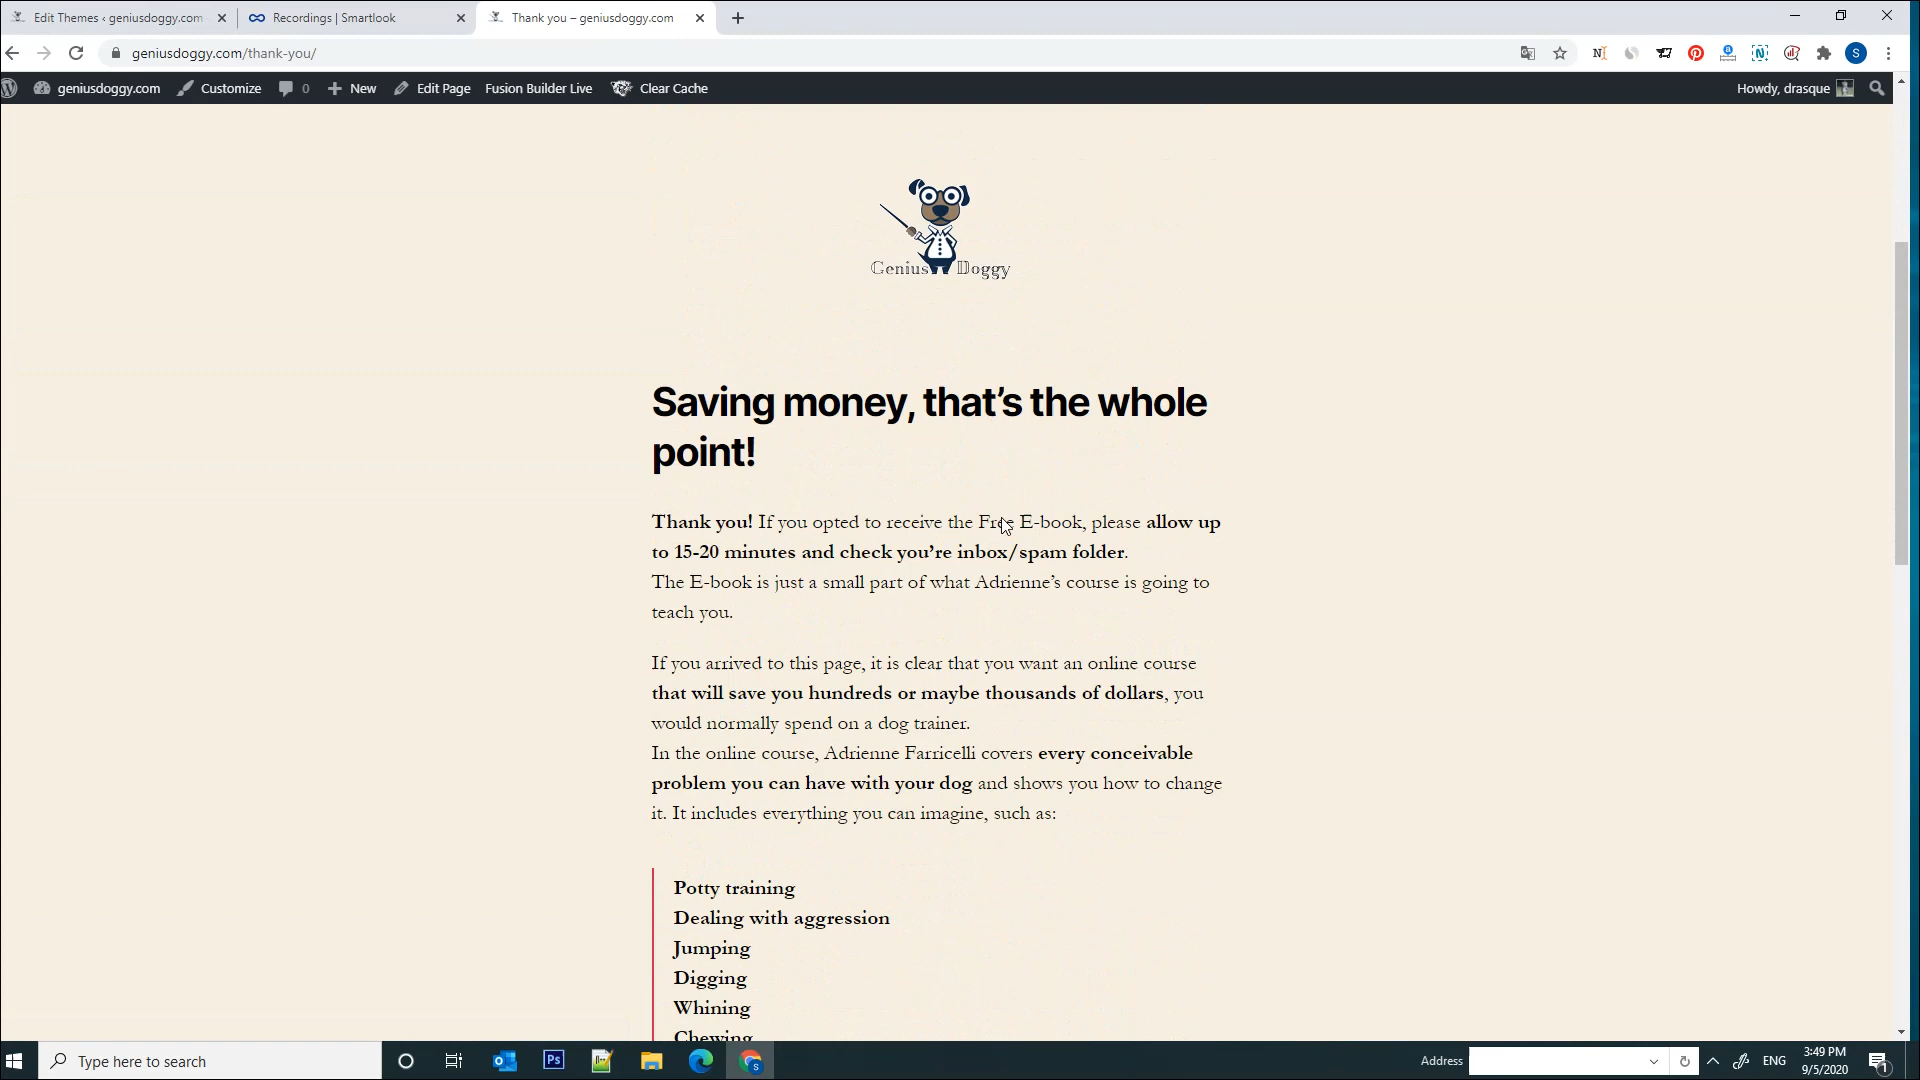 Edit Themes ‹ geniusdoggy.com
Recordings | Smartlook
Thank you – geniusdoggy.com
geniusdoggy.com/thank-you/
geniusdoggy.com Customize 0 New Edit Page Fusion Builder Live Clear Cache Howdy, drasque
Genius Doggy
Saving money, that’s the whole
point!
Thank you! If you opted to receive the Free E-book, please allow up
to 15-20 minutes and check you’re inbox/spam folder.
The E-book is just a small part of what Adrienne’s course is going to
teach you.
If you arrived to this page, it is clear that you want an online course
that will save you hundreds or maybe thousands of dollars, you
would normally spend on a dog trainer.
In the online course, Adrienne Farricelli covers every conceivable
problem you can have with your dog and shows you how to change
it. It includes everything you can imagine, such as:
Potty training
Dealing with aggression
Jumping
Digging
Whining
Chewing
Type here to search
Ps
Address
ENG
3:49 PM
9/5/2020
1